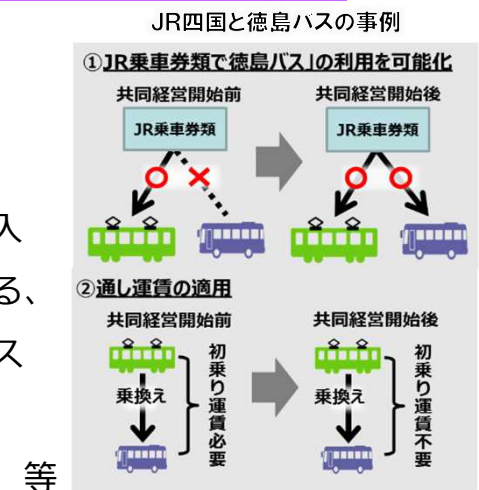 JR四国と徳島バスの事例
①JR乗車券類で徳島バス」の利用を可能化
共同経営開始前
共同経営開始後
JR乗車券類
JR乗車券類
②通し運賃の適用
共同経営開始前
共同経営開始後
乗換え
初乗り運賃必要
乗換え
初乗り運賃不要
入
る、
ス
等